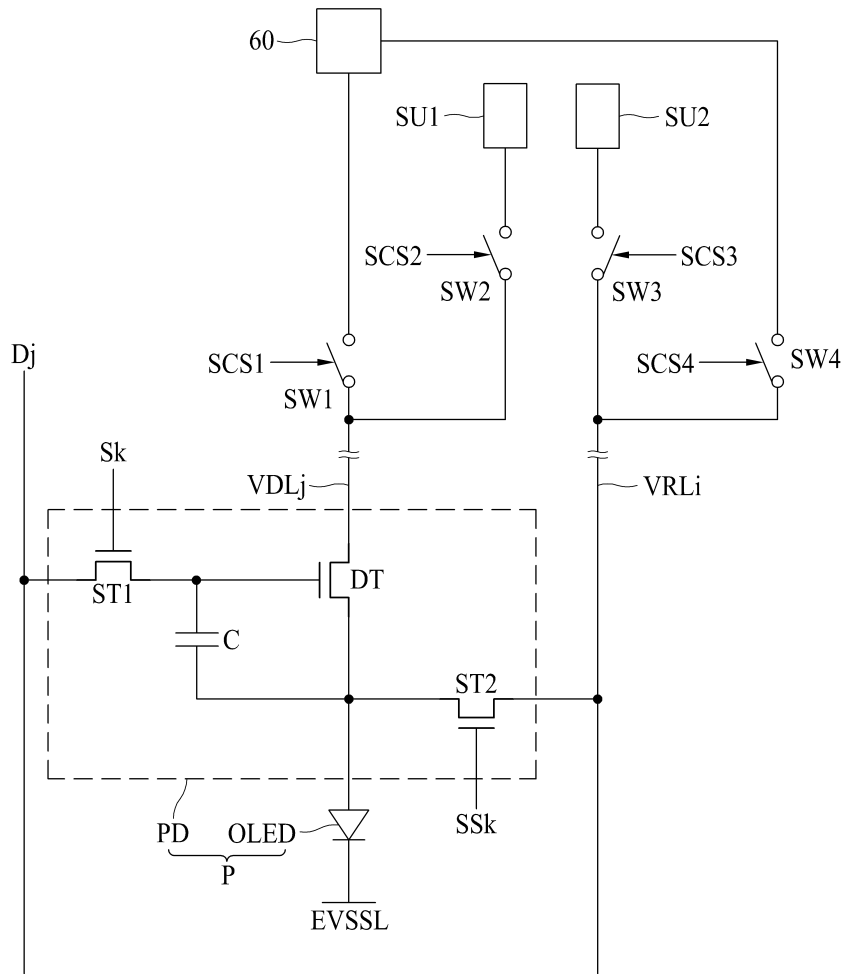 60
SU1
SU2
SCS2
SW2
SCS3
SW3
Dj
SCS1
SW1
SCS4
SW4
Sk
VDLj
VRLi
ST1
DT
C
ST2
PD
OLED
SSk
P
EVSSL